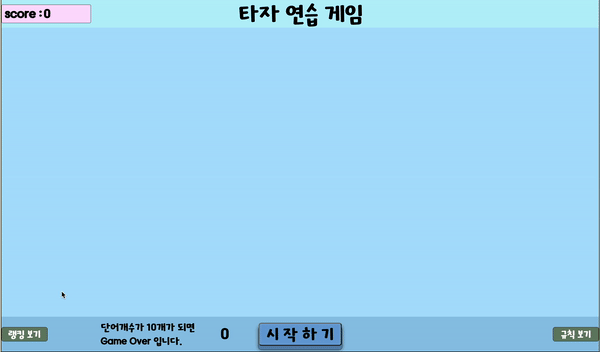 score : 0
타자 연습 게임
랭킹 보기
단어개수가 10개가 되면
Game Over 입니다.
0
시작하기
규칙 보기